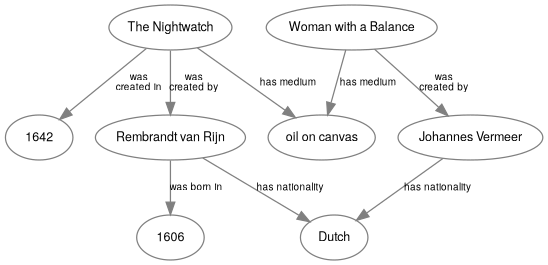 The Nightwatch
Woman with a Balance
was
created in
was
created by
has medium
has medium
was
created by
1642
Rembrandt van Rijn
oil on canvas
Johannes Vermeer
was born in
has nationality
has nationality
1606
Dutch